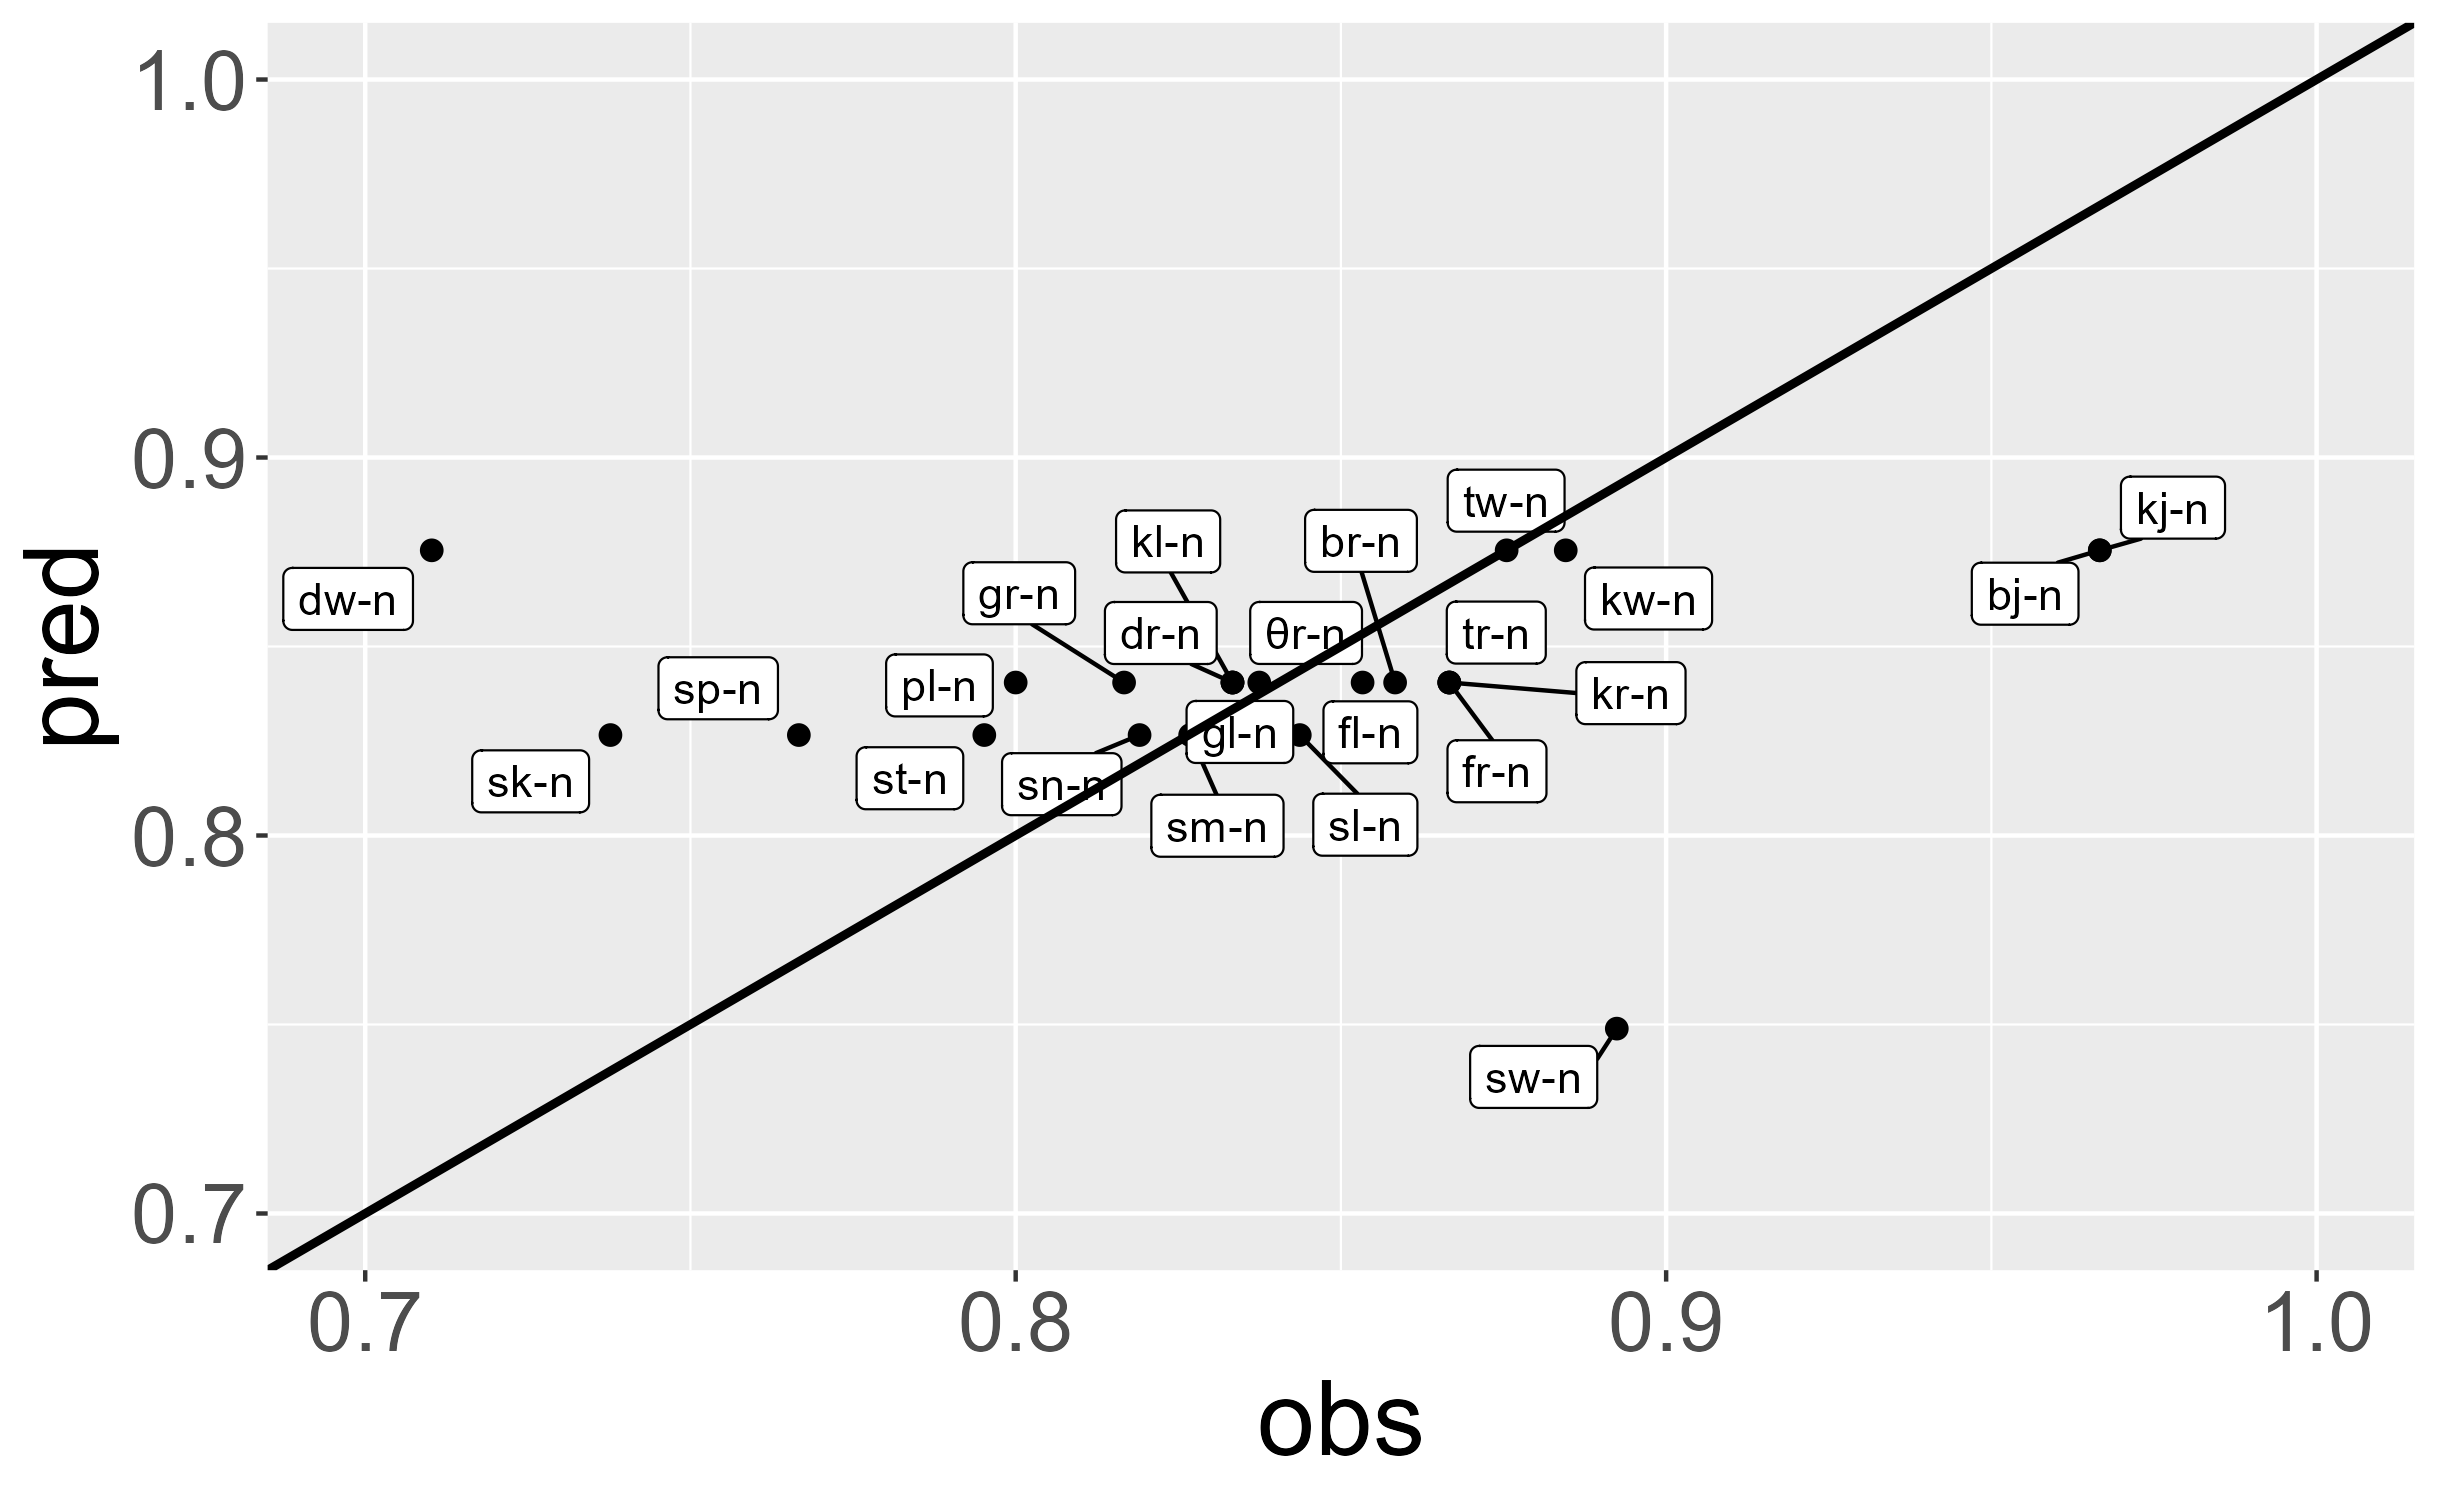 1.0
0.9
0.8
0.7
pred
tw-n
kj-n
kl-n
br-n
dw-n
gr-n
kw-n
bj-n
dr-n
θr-n
tr-n
sp-n
pl-n
kr-n
gl-n
fl-n
sk-n
st-n
sn-n
fr-n
sm-n
sl-n
sw-n
0.7
0.8
0.9
1.0
obs